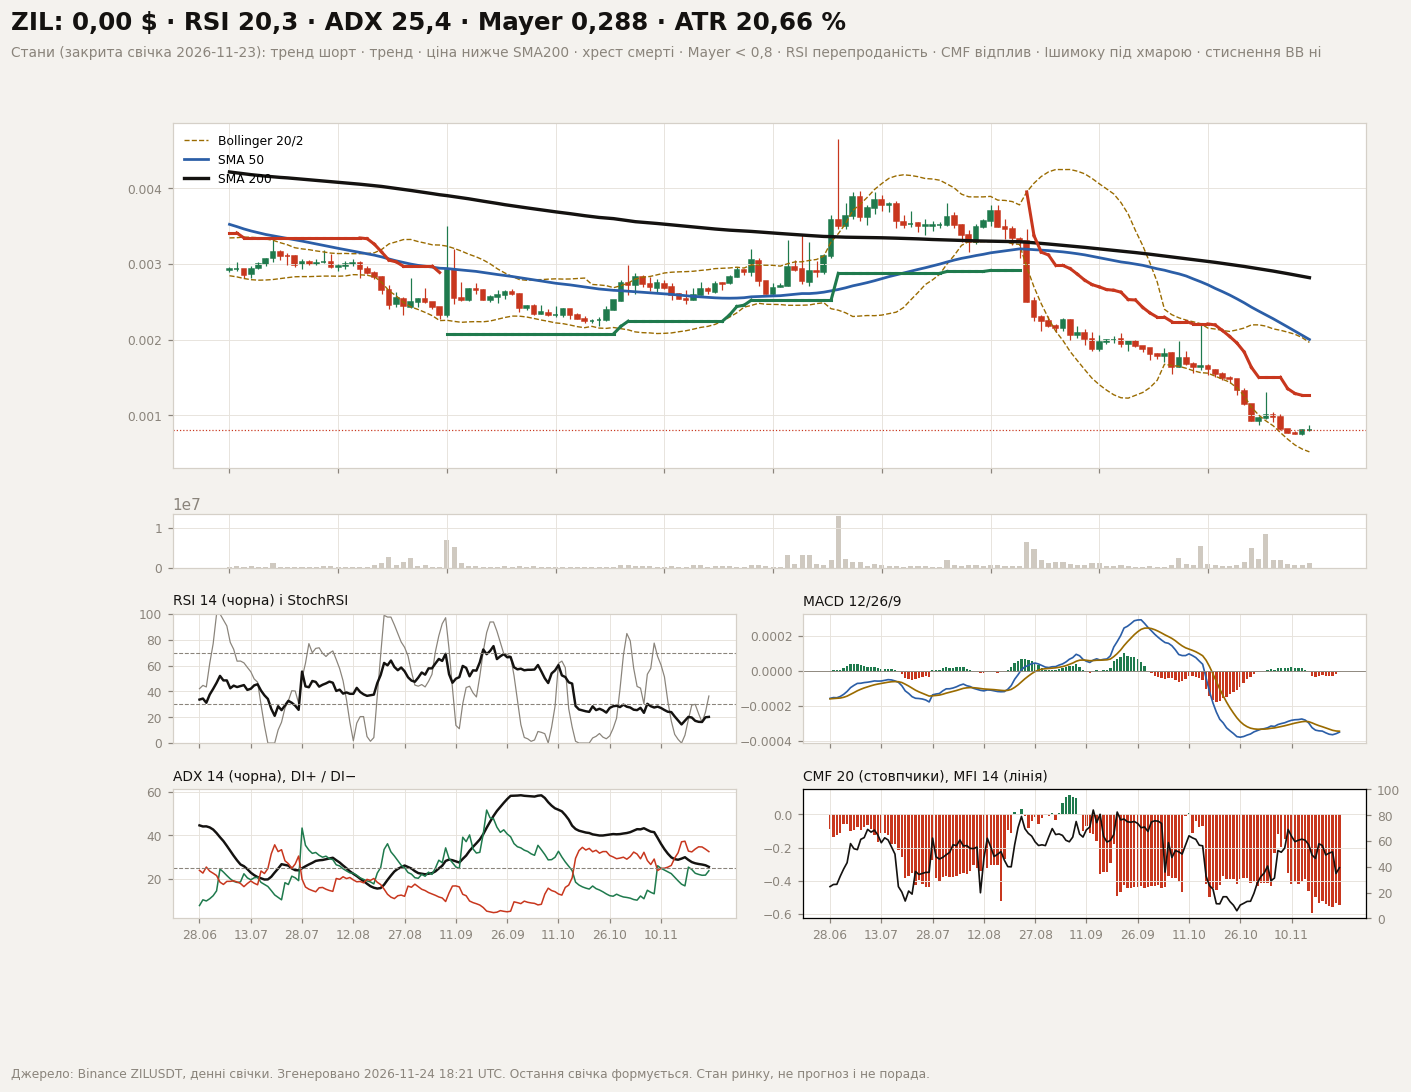 ZIL: 0,00 $ · RSI 20,3 · ADX 25,4 · Mayer 0,288 · ATR 20,66 %
Стани (закрита свічка 2026-11-23): тренд шорт · тренд · ціна нижче SMA200 · хрест смерті · Mayer < 0,8 · RSI перепроданість · CMF відплив · Ішимоку під хмарою · стиснення BB ні
Bollinger 20/2
SMA 50
SMA 200
0.004
0.003
0.002
0.001
1e7
1
0
RSI 14 (чорна) і StochRSI
100
80
60
40
20
0
MACD 12/26/9
0.0002
0.0000
−0.0002
−0.0004
ADX 14 (чорна), DI+ / DI−
60
40
20
28.06 13.07 28.07 12.08 27.08 11.09 26.09 11.10 26.10 10.11
CMF 20 (стовпчики), MFI 14 (лінія)
0.0
−0.2
−0.4
−0.6
100
80
60
40
20
0
28.06 13.07 28.07 12.08 27.08 11.09 26.09 11.10 26.10 10.11
Джерело: Binance ZILUSDT, денні свічки. Згенеровано 2026-11-24 18:21 UTC. Остання свічка формується. Стан ринку, не прогноз і не порада.